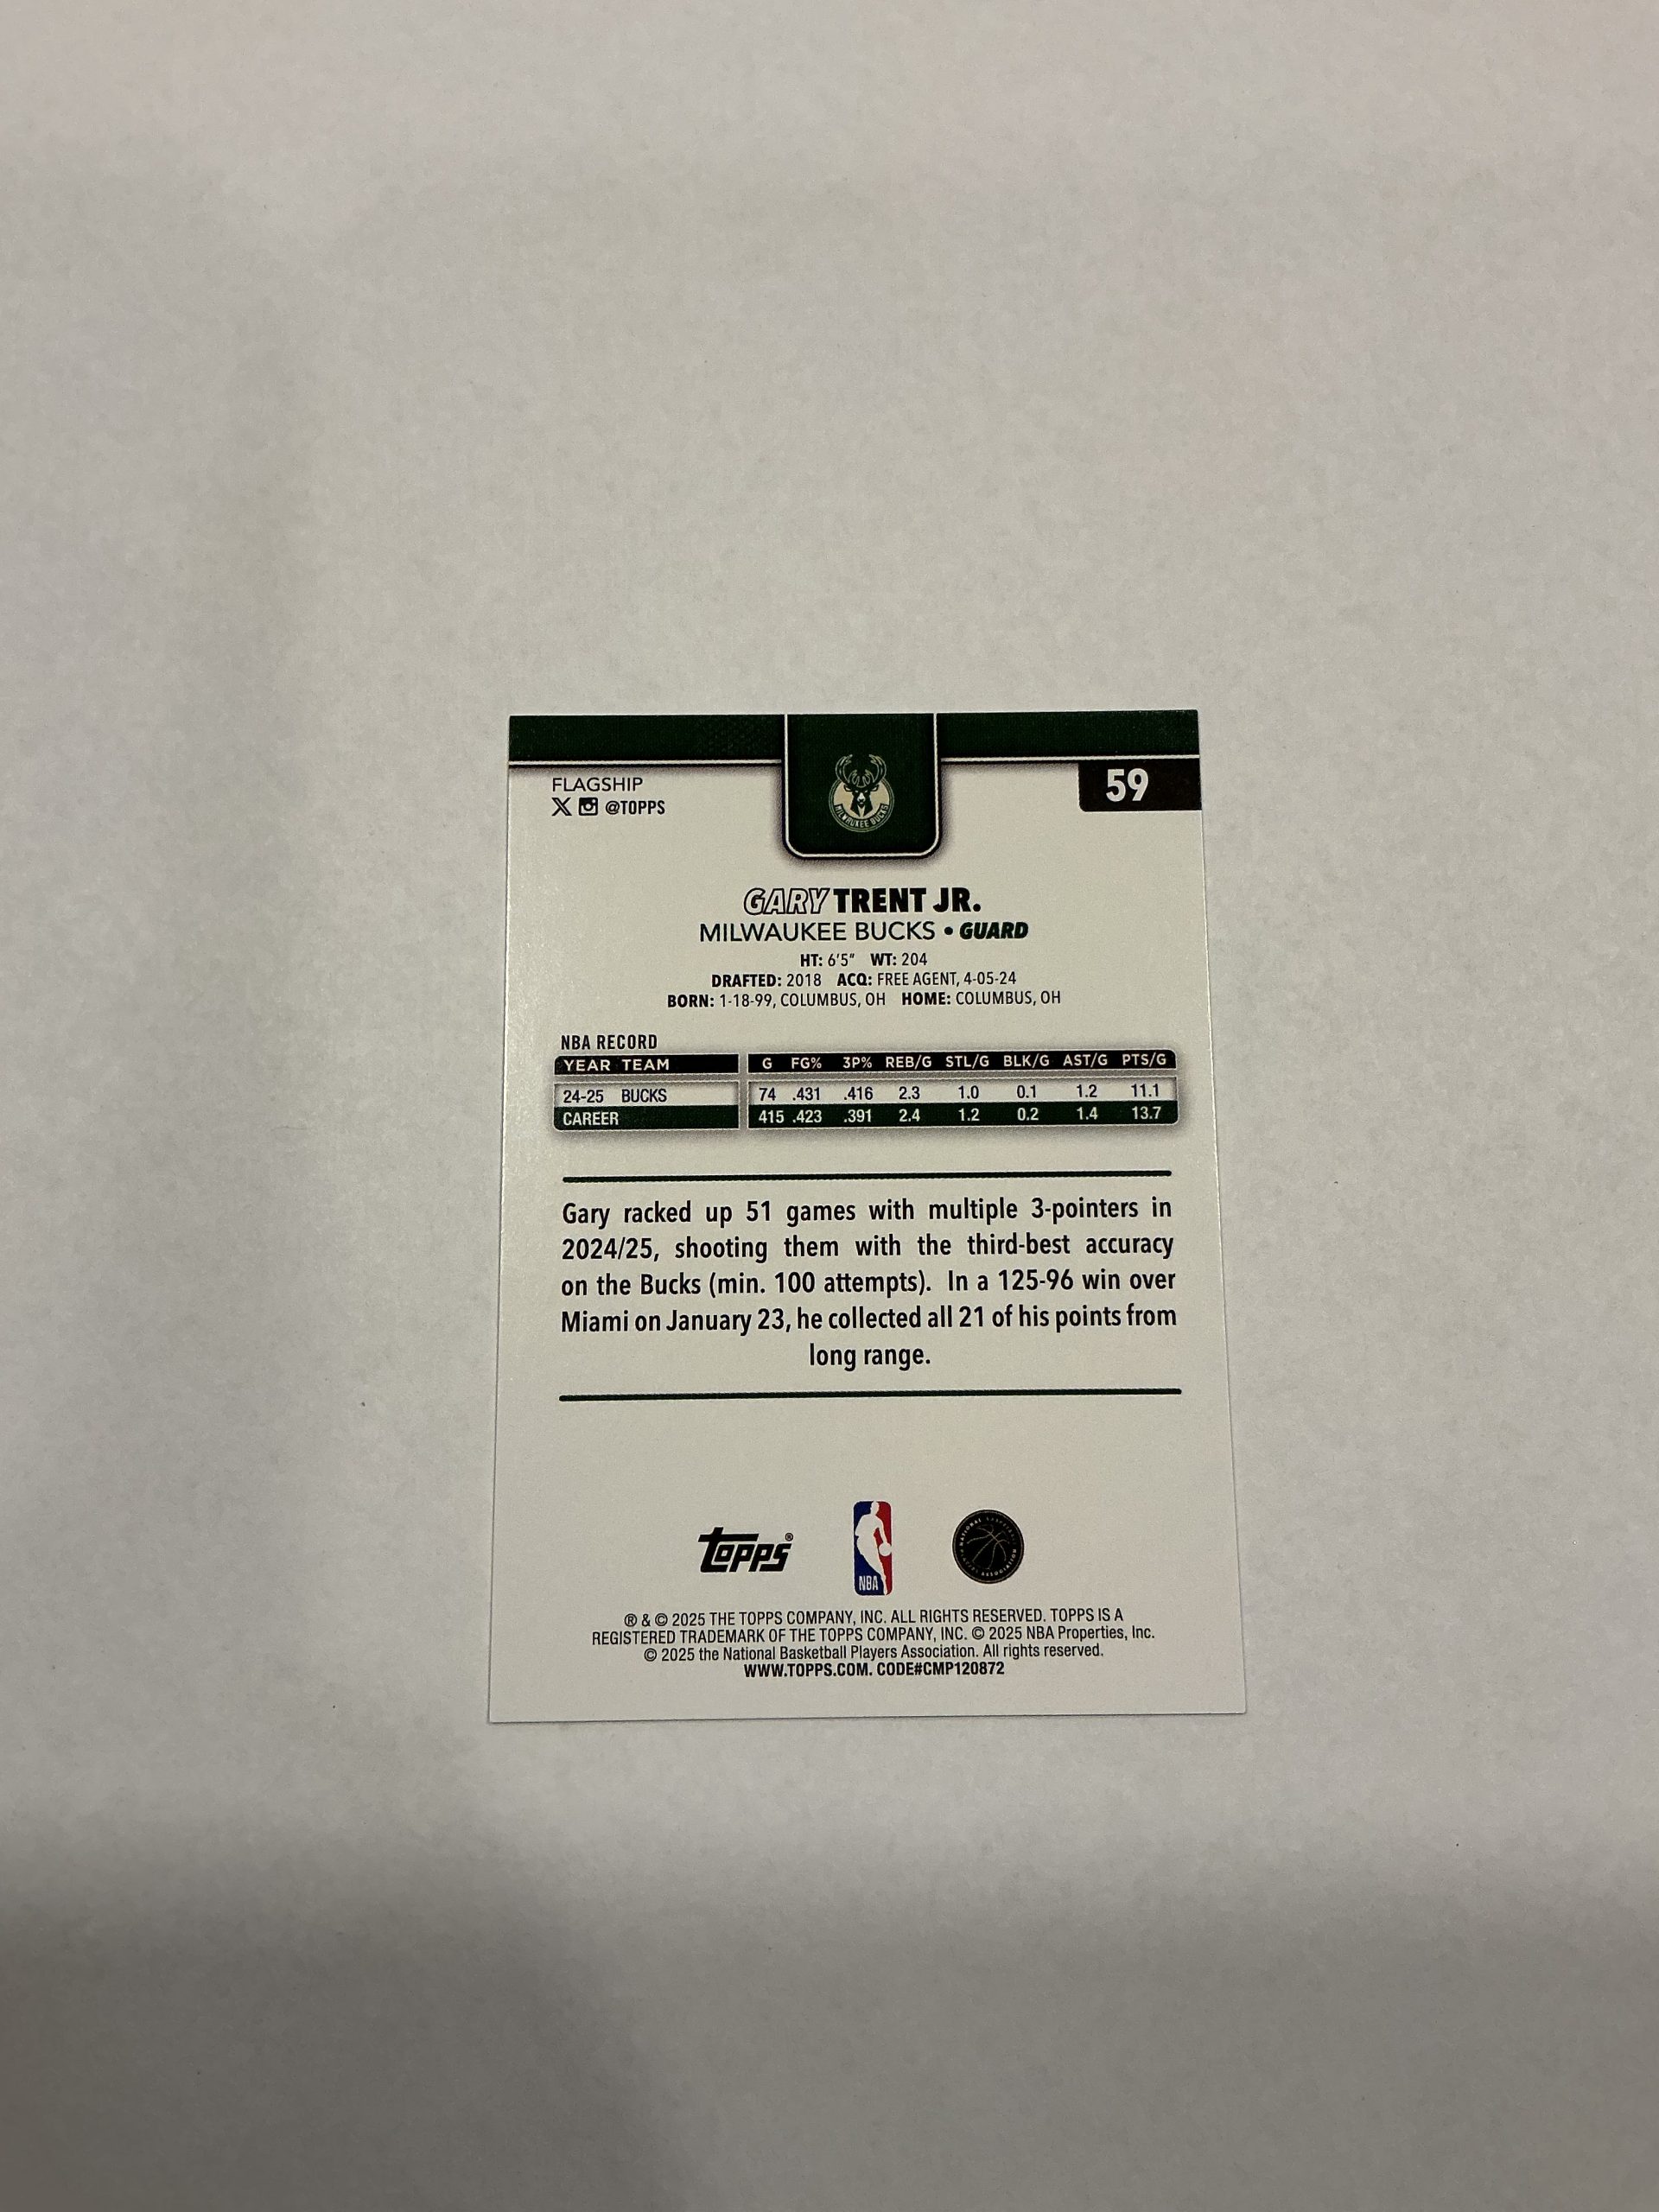 FLAGSHIP
59
X @TOPPS
MILWAUKEE BUCKS
GARY TRENT JR.
MILWAUKEE BUCKS • GUARD
HT: 6'5" WT: 204
DRAFTED: 2018 ACQ: FREE AGENT, 4-05-24
BORN: 1-18-99, COLUMBUS, OH HOME: COLUMBUS, OH
NBA RECORD
YEAR TEAM G FG% 3P% REB/G STL/G BLK/G AST/G PTS/G
24-25 BUCKS 74 .431 .416 2.3 1.0 0.1 1.2 11.1
CAREER 415 .423 .391 2.4 1.2 0.2 1.4 13.7
Gary racked up 51 games with multiple 3-pointers in
2024/25, shooting them with the third-best accuracy
on the Bucks (min. 100 attempts). In a 125-96 win over
Miami on January 23, he collected all 21 of his points from
long range.
Topps®
NBA
® & © 2025 THE TOPPS COMPANY, INC. ALL RIGHTS RESERVED. TOPPS IS A
REGISTERED TRADEMARK OF THE TOPPS COMPANY, INC. © 2025 NBA Properties, Inc.
© 2025 the National Basketball Players Association. All rights reserved.
WWW.TOPPS.COM. CODE#CMP120872